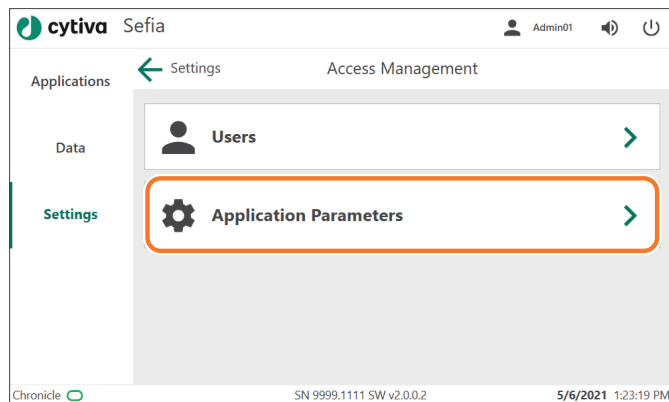 cytiva Sefia Admin01
Applications
Settings Access Management
Data
Users
Settings
Application Parameters
Chronicle SN 9999.1111 SW v2.0.0.2 5/6/2021 1:23:19 PM